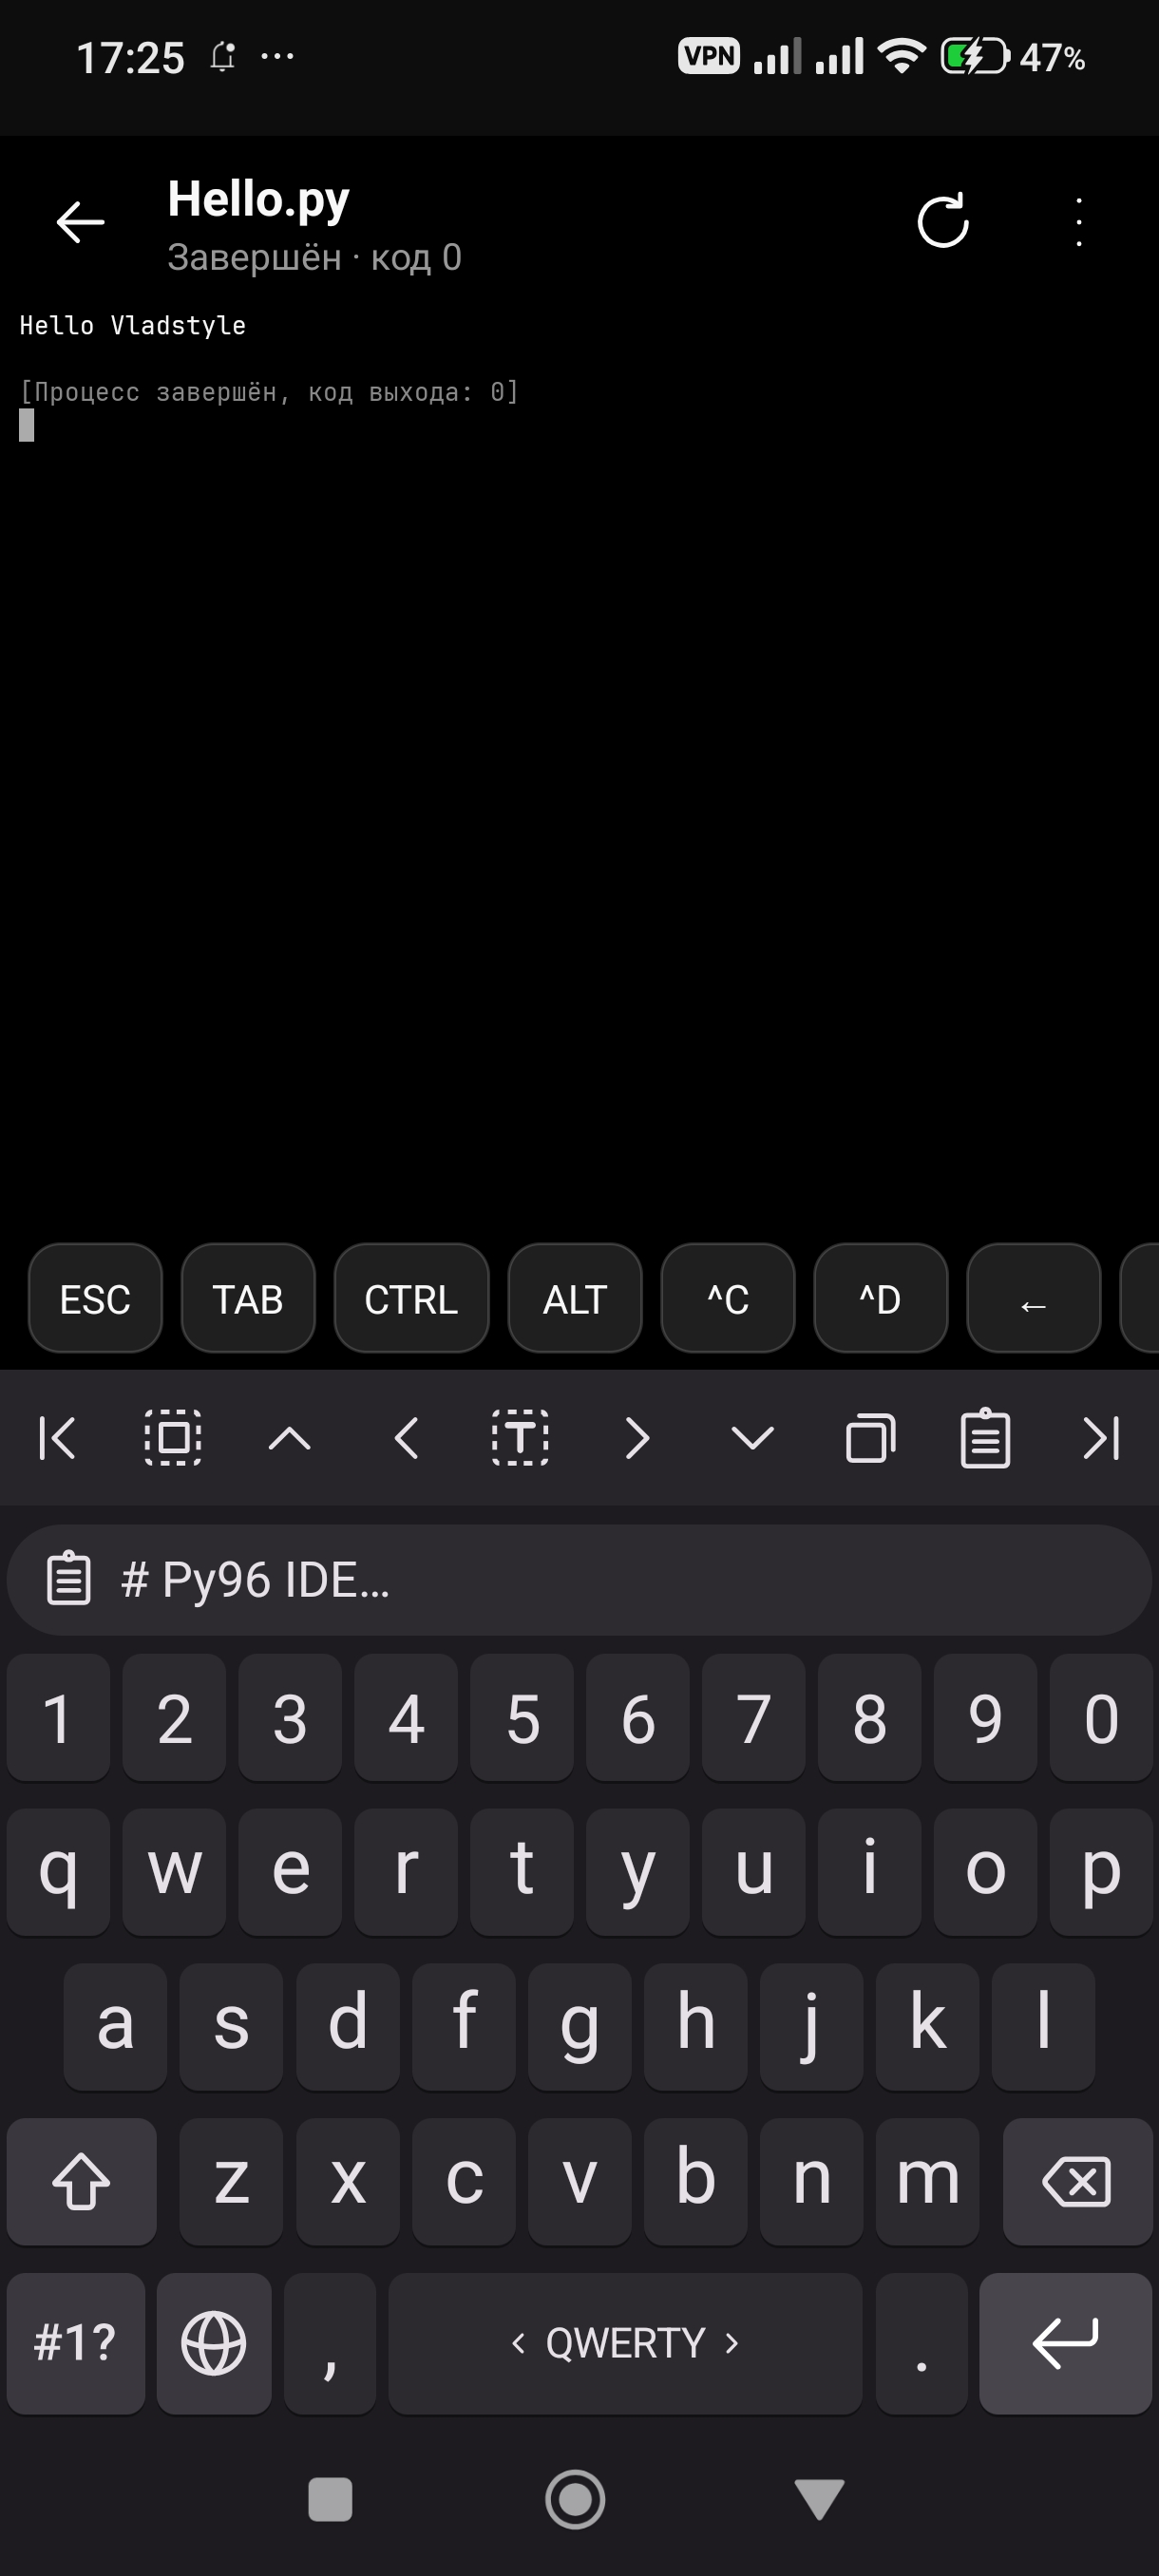 17:25 ... VPN 47%
Hello.py
Завершён · код 0
Hello Vladstyle
[Процесс завершён, код выхода: 0]
ESC TAB CTRL ALT ^C ^D ←
T
# Py96 IDE...
1 2 3 4 5 6 7 8 9 0
q w e r t y u i o p
a s d f g h j k l
z x c v b n m
#1? , < QWERTY > .